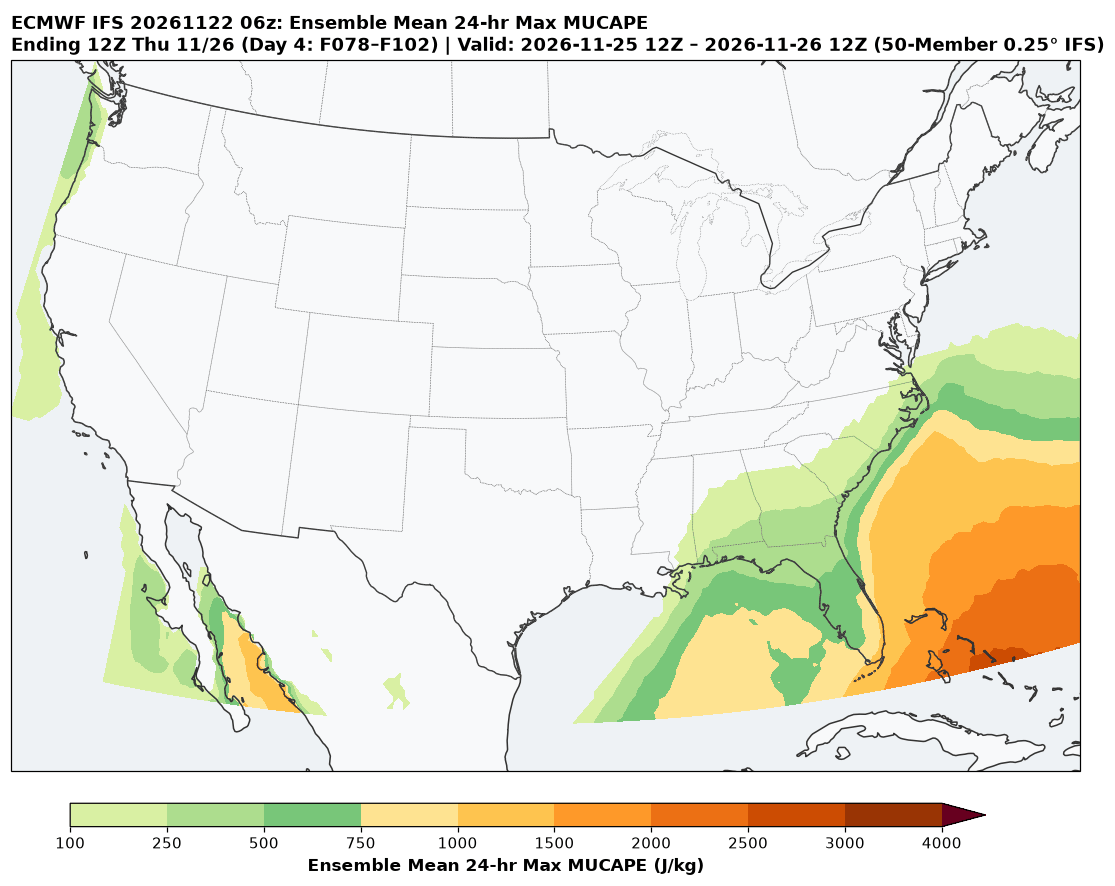 ECMWF IFS 20261122 06z: Ensemble Mean 24-hr Max MUCAPE
Ending 12Z Thu 11/26 (Day 4: F078–F102) | Valid: 2026-11-25 12Z – 2026-11-26 12Z (50-Member 0.25° IFS)
100 250 500 750 1000 1500 2000 2500 3000 4000
Ensemble Mean 24-hr Max MUCAPE (J/kg)